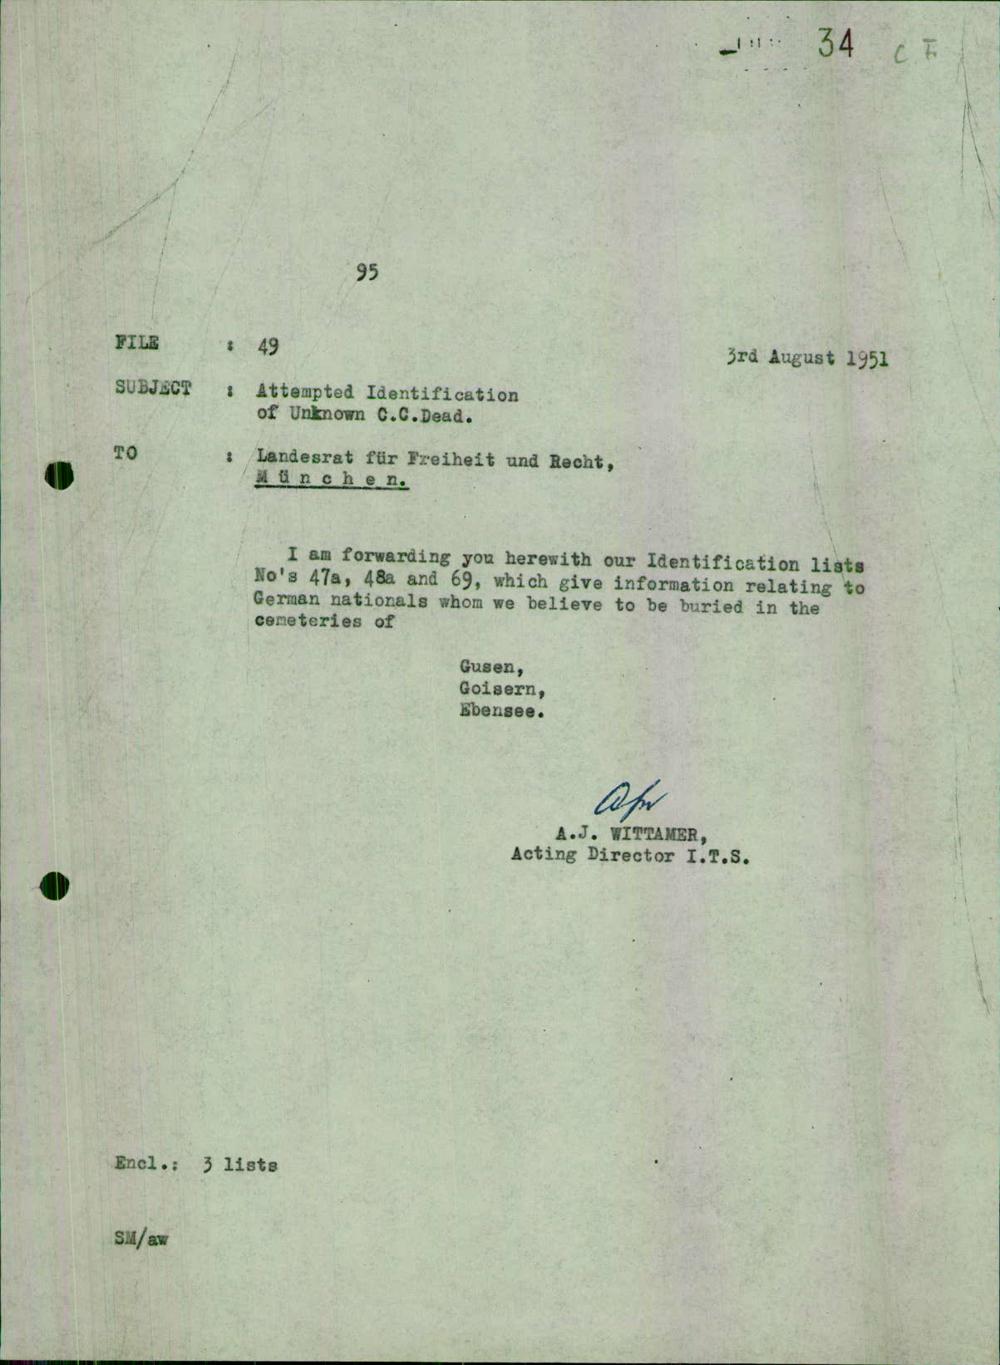 34 C F
95
FILE : 49
3rd August 1951
SUBJECT : Attempted Identification
of Unknown C.C.Dead.
TO : Landesrat für Freiheit und Recht,
M ü n c h e n.
I am forwarding you herewith our Identification lists
No's 47a, 48a and 69, which give information relating to
German nationals whom we believe to be buried in the
cemeteries of
Gusen,
Goisern,
Ebensee.
A.J. WITTAMER,
Acting Director I.T.S.
Encl.: 3 lists
SM/aw